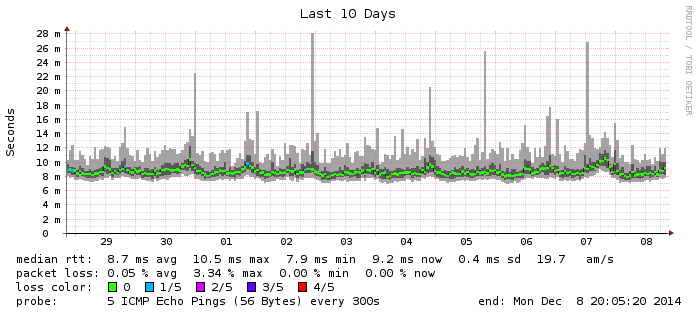 Last 10 Days
RRDTOOL / TOBI OETIKER
Seconds
28 m
26 m
24 m
22 m
20 m
18 m
16 m
14 m
12 m
10 m
8 m
6 m
4 m
2 m
0
29 30 01 02 03 04 05 06 07 08
median rtt: 8.7 ms avg 10.5 ms max 7.9 ms min 9.2 ms now 0.4 ms sd 19.7 am/s
packet loss: 0.05 % avg 3.34 % max 0.00 % min 0.00 % now
loss color: 0 1/5 2/5 3/5 4/5
probe: 5 ICMP Echo Pings (56 Bytes) every 300s end: Mon Dec 8 20:05:20 2014